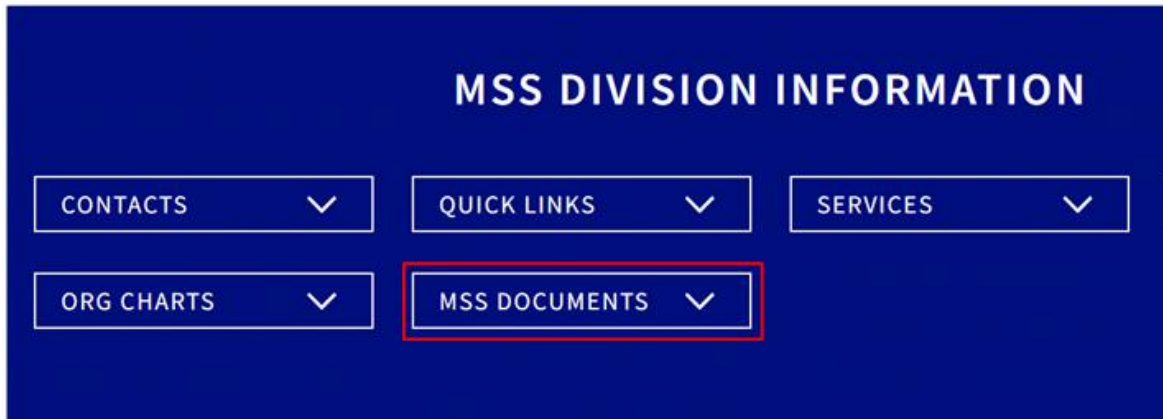 MSS DIVISION INFORMATION
CONTACTS
QUICK LINKS
SERVICES
ORG CHARTS
MSS DOCUMENTS